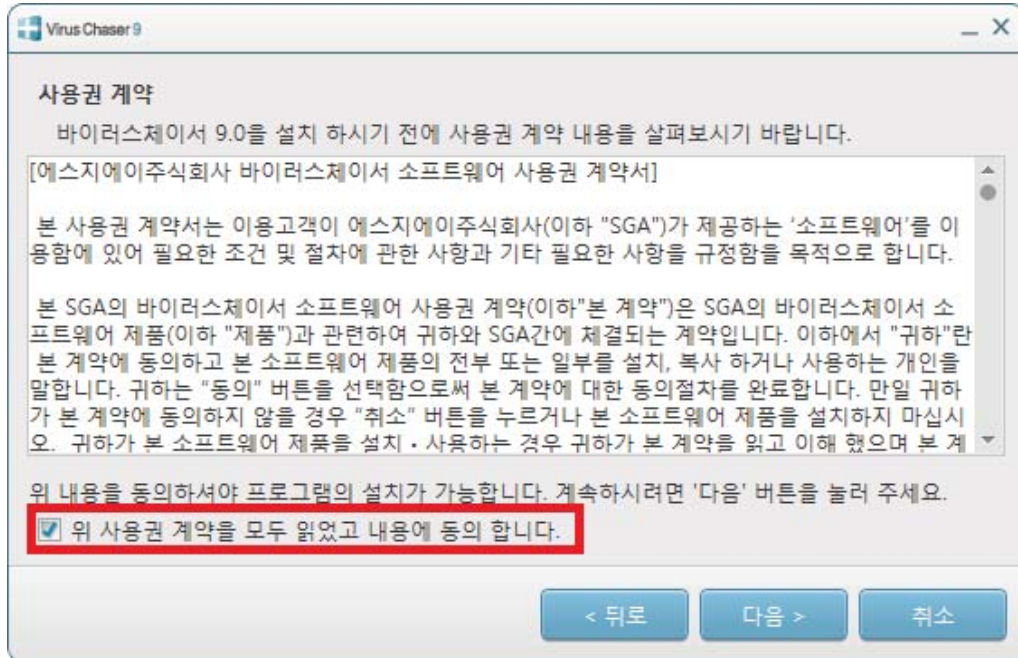 Virus Chaser 9
사용권 계약
바이러스체이서 9.0을 설치 하시기 전에 사용권 계약 내용을 살펴보시기 바랍니다.
[에스지에이주식회사 바이러스체이서 소프트웨어 사용권 계약서]
본 사용권 계약서는 이용고객이 에스지에이주식회사(이하 "SGA")가 제공하는 ‘소프트웨어’를 이
용함에 있어 필요한 조건 및 절차에 관한 사항과 기타 필요한 사항을 규정함을 목적으로 합니다.
본 SGA의 바이러스체이서 소프트웨어 사용권 계약(이하"본 계약")은 SGA의 바이러스체이서 소
프트웨어 제품(이하 "제품")과 관련하여 귀하와 SGA간에 체결되는 계약입니다. 이하에서 "귀하"란
본 계약에 동의하고 본 소프트웨어 제품의 전부 또는 일부를 설치, 복사 하거나 사용하는 개인을
말합니다. 귀하는 “동의” 버튼을 선택함으로써 본 계약에 대한 동의절차를 완료합니다. 만일 귀하
가 본 계약에 동의하지 않을 경우 “취소” 버튼을 누르거나 본 소프트웨어 제품을 설치하지 마십시
오. 귀하가 본 소프트웨어 제품을 설치·사용하는 경우 귀하가 본 계약을 읽고 이해 했으며 본 계
위 내용을 동의하셔야 프로그램의 설치가 가능합니다. 계속하시려면 '다음' 버튼을 눌러 주세요.
위 사용권 계약을 모두 읽었고 내용에 동의 합니다.
< 뒤로
다음 >
취소